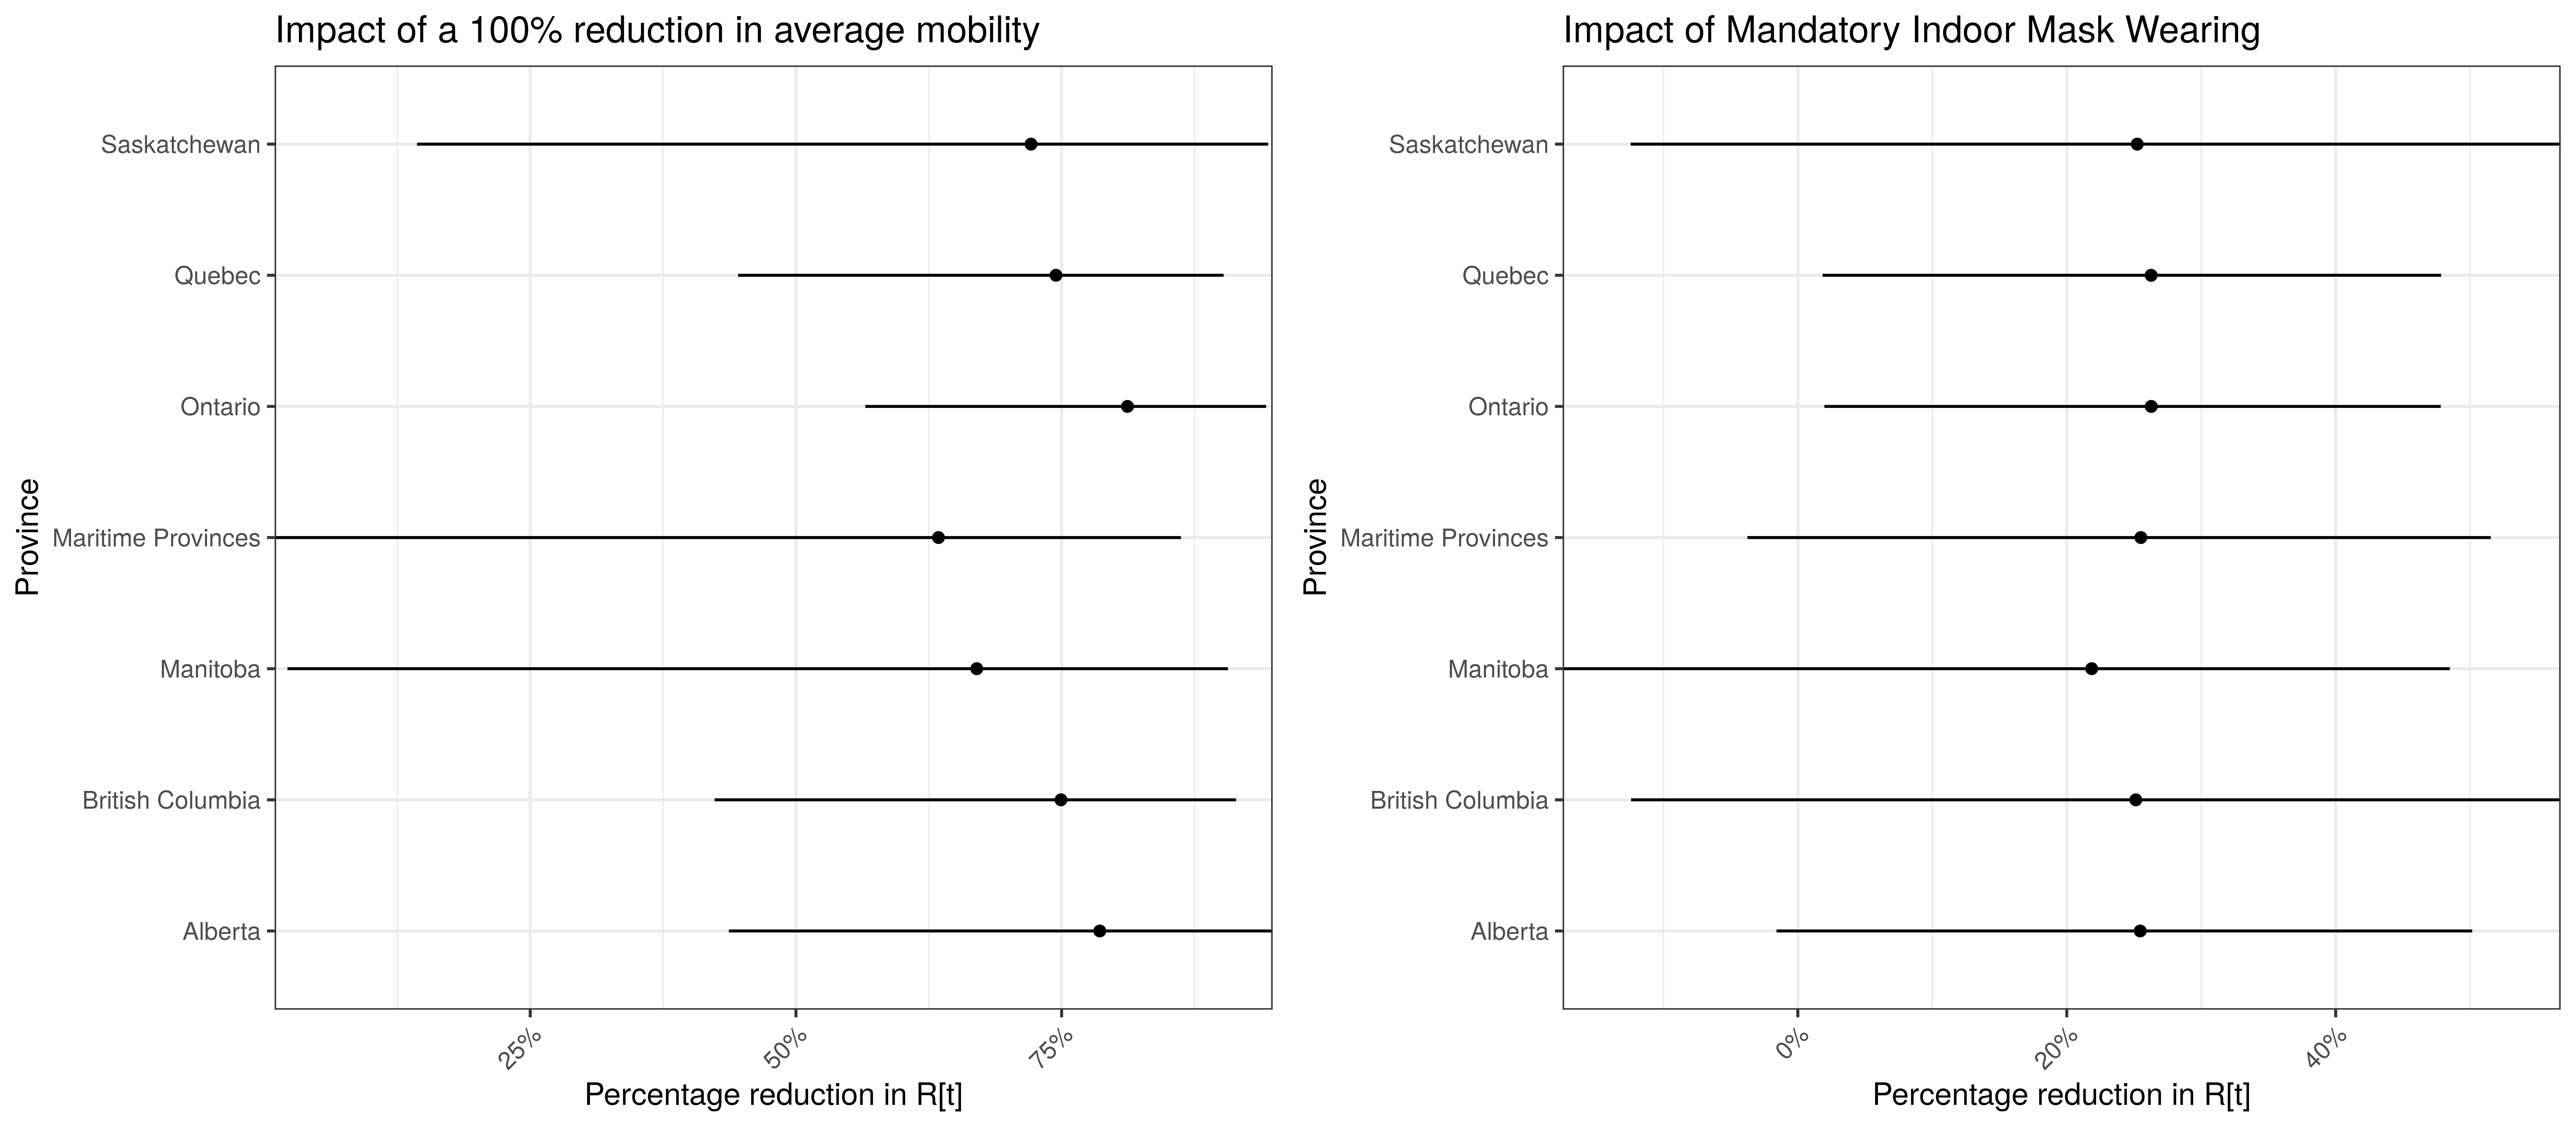 Impact of a 100% reduction in average mobility
Province
Saskatchewan
Quebec
Ontario
Maritime Provinces
Manitoba
British Columbia
Alberta
25%
50%
75%
Percentage reduction in R[t]
Impact of Mandatory Indoor Mask Wearing
Province
Saskatchewan
Quebec
Ontario
Maritime Provinces
Manitoba
British Columbia
Alberta
0%
20%
40%
Percentage reduction in R[t]